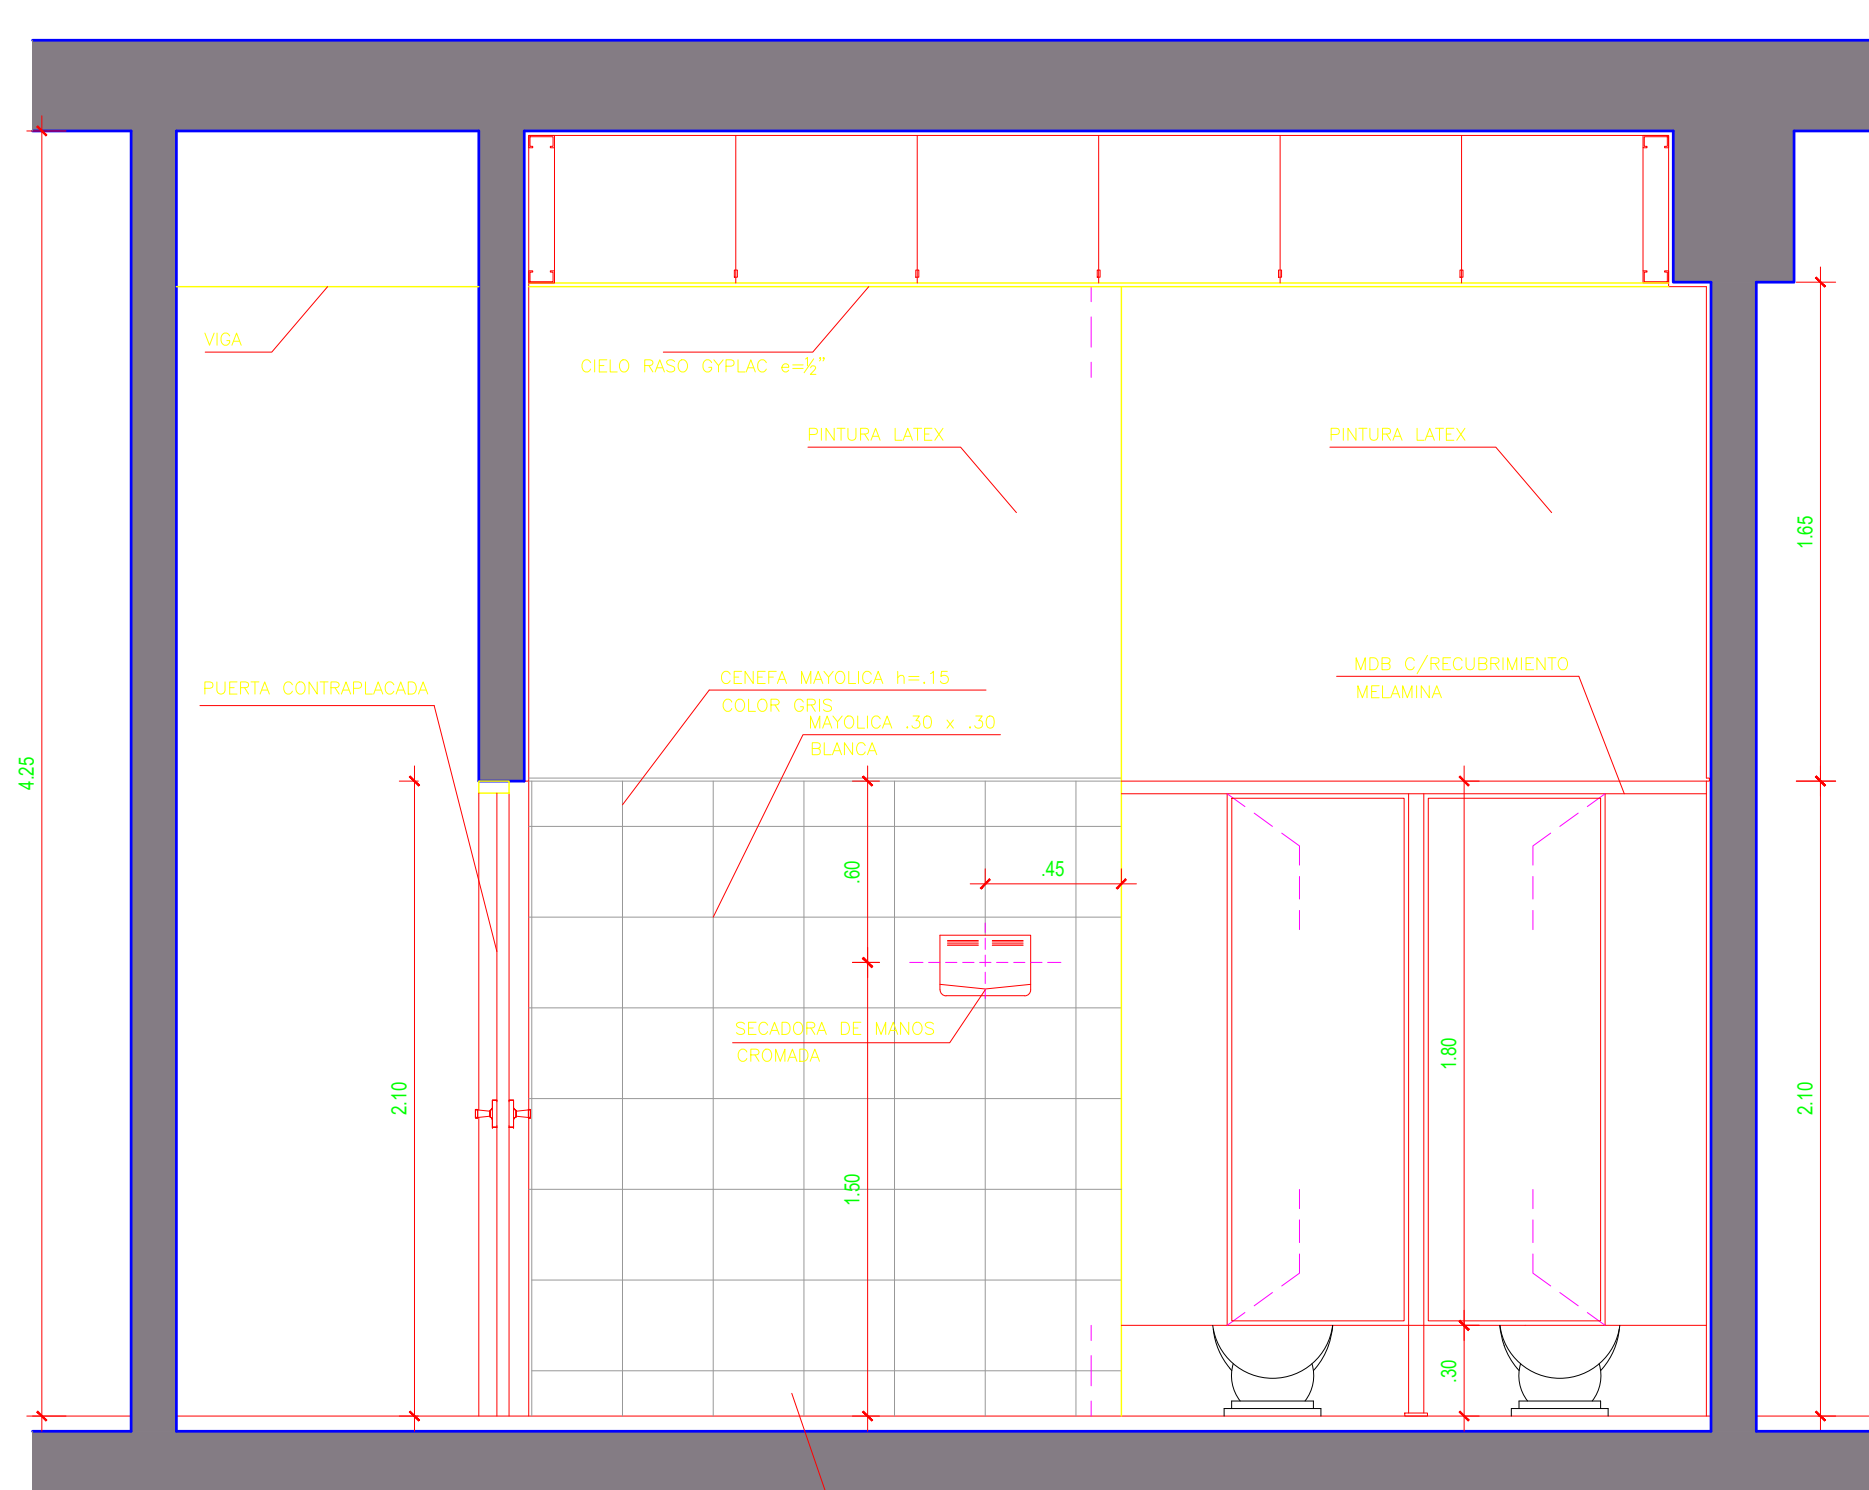 VIGA
CIELO RASO GYPLAC e=½"
PINTURA LATEX
PINTURA LATEX
1.65
CENEFA MAYOLICA h=.15
COLOR GRIS
MAYOLICA .30 x .30
BLANCA
MDB C/RECUBRIMIENTO
MELAMINA
PUERTA CONTRAPLACADA
4.25
.60
.45
SECADORA DE MANOS
CROMADA
1.80
2.10
2.10
1.50
.30